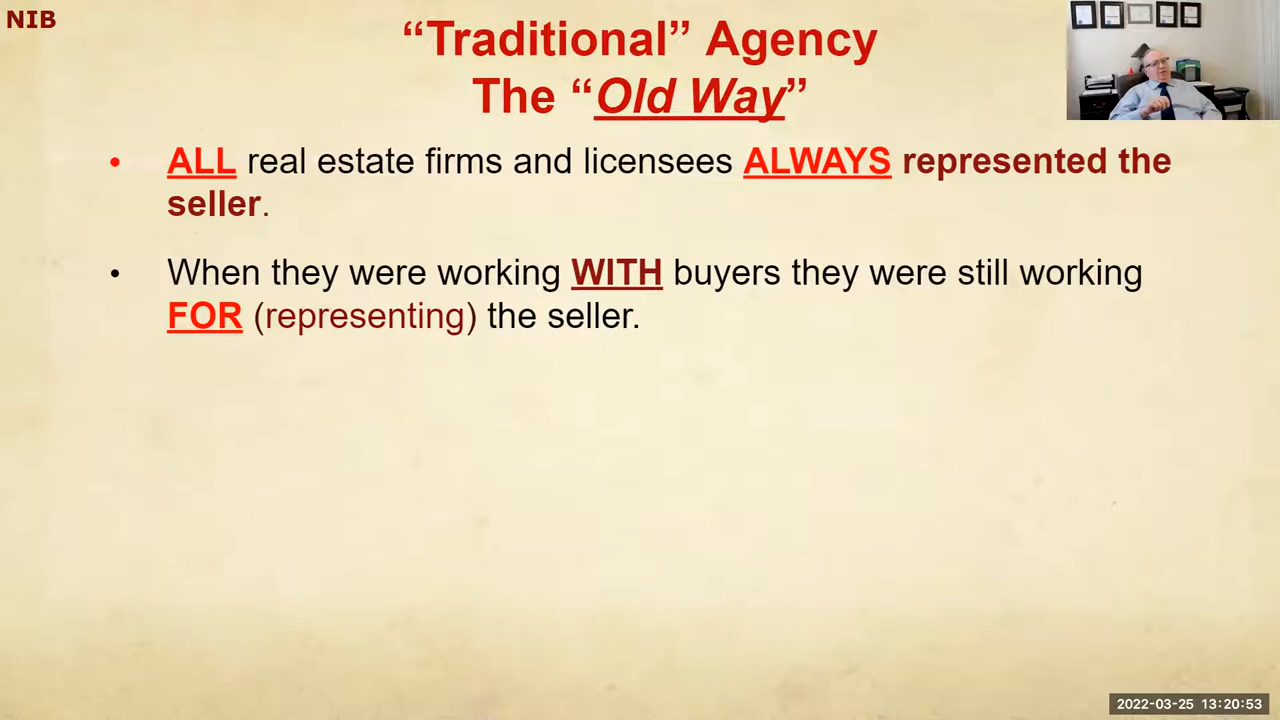 NIB
“Traditional” Agency
The “Old Way”
• ALL real estate firms and licensees ALWAYS represented the
seller.
• When they were working WITH buyers they were still working
FOR (representing) the seller.
2022-03-25 13:20:53